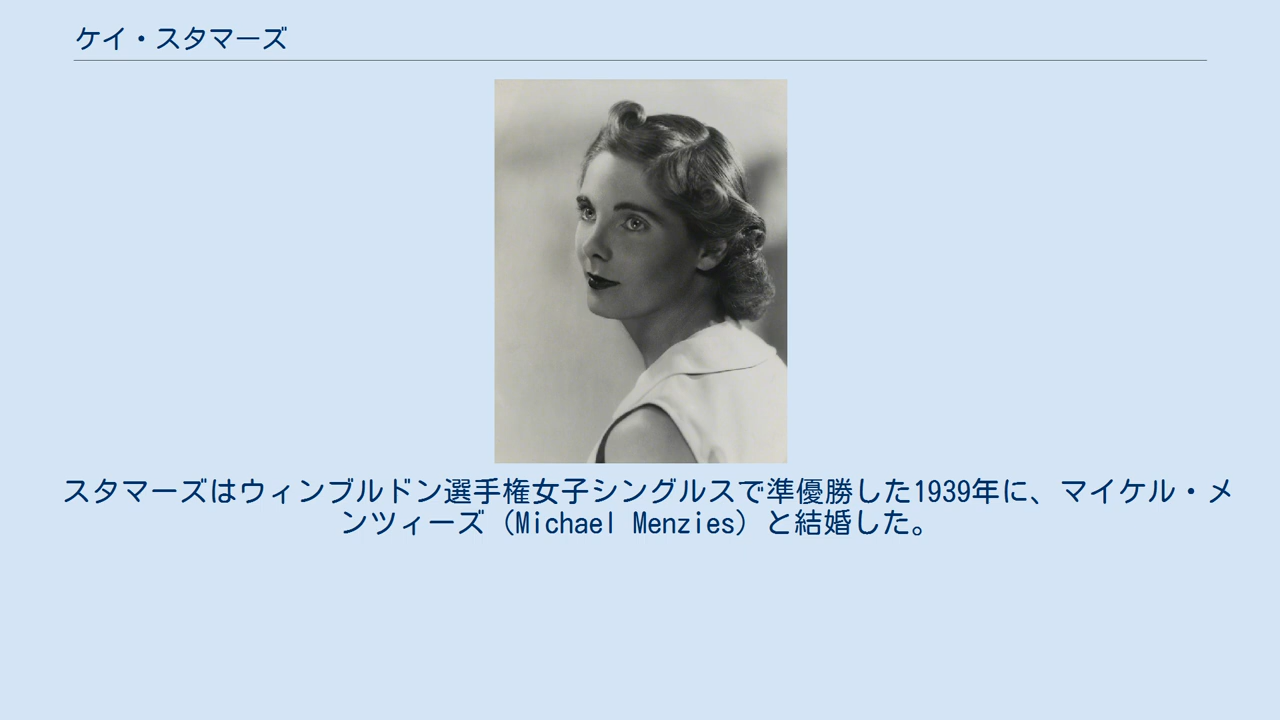 ケイ・スタマーズ
スタマーズはウィンブルドン選手権女子シングルスで準優勝した1939年に、マイケル・メ
ンツィーズ（Michael Menzies）と結婚した。